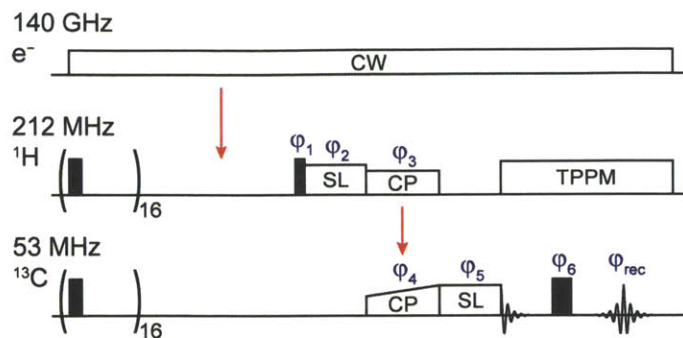 140 GHz
e⁻
CW
212 MHz
¹H
16
φ₁ φ₂ φ₃
SL CP
TPPM
53 MHz
¹³C
16
φ₄ φ₅ φ₆ φrec
CP SL